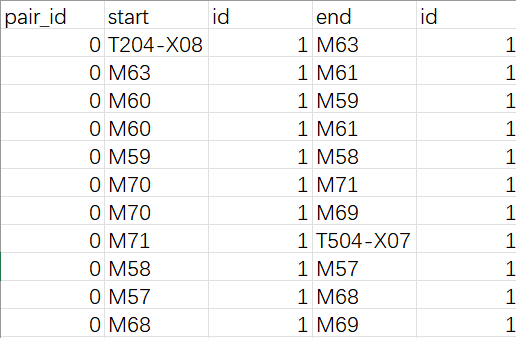 pair_id start id end id
0 T204-X08 1 M63 1
0 M63 1 M61 1
0 M60 1 M59 1
0 M60 1 M61 1
0 M59 1 M58 1
0 M70 1 M71 1
0 M70 1 M69 1
0 M71 1 T504-X07 1
0 M58 1 M57 1
0 M57 1 M68 1
0 M68 1 M69 1